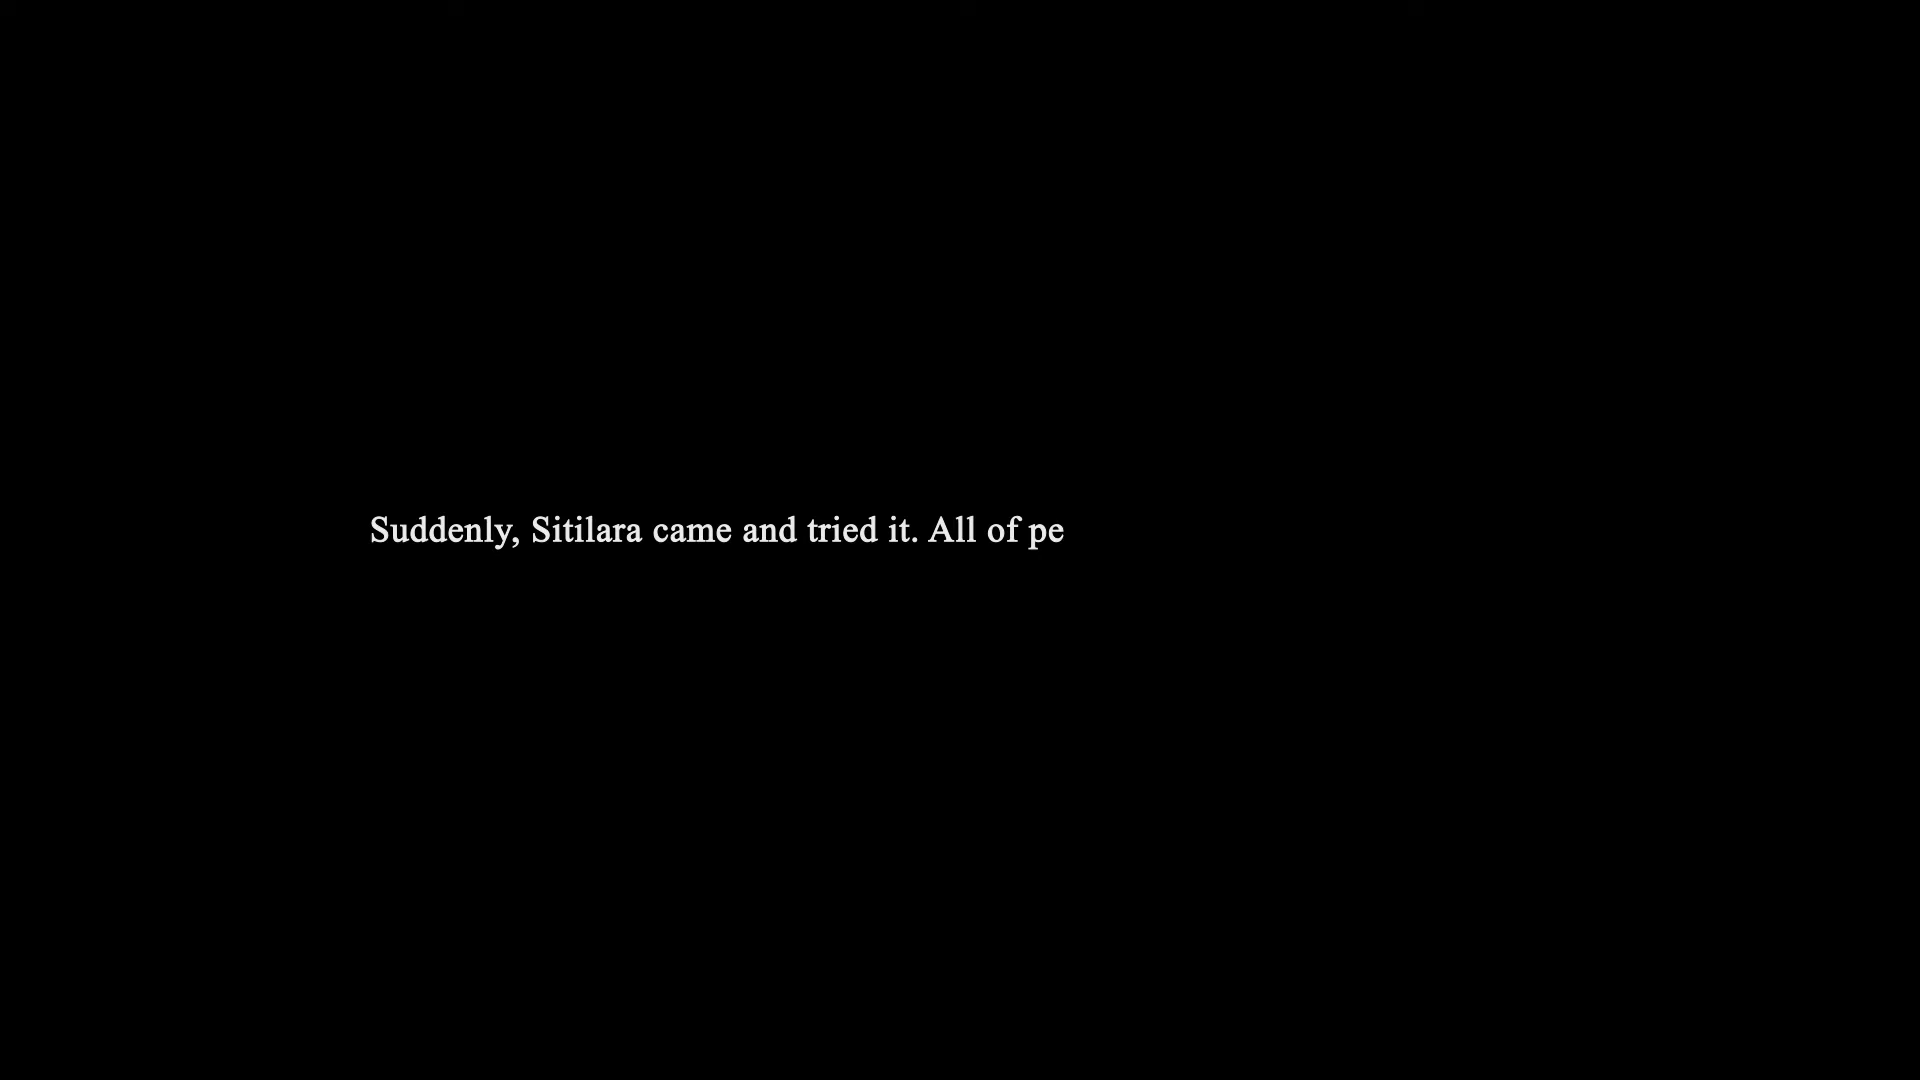 Suddenly, Sitilara came and tried it. All of pe